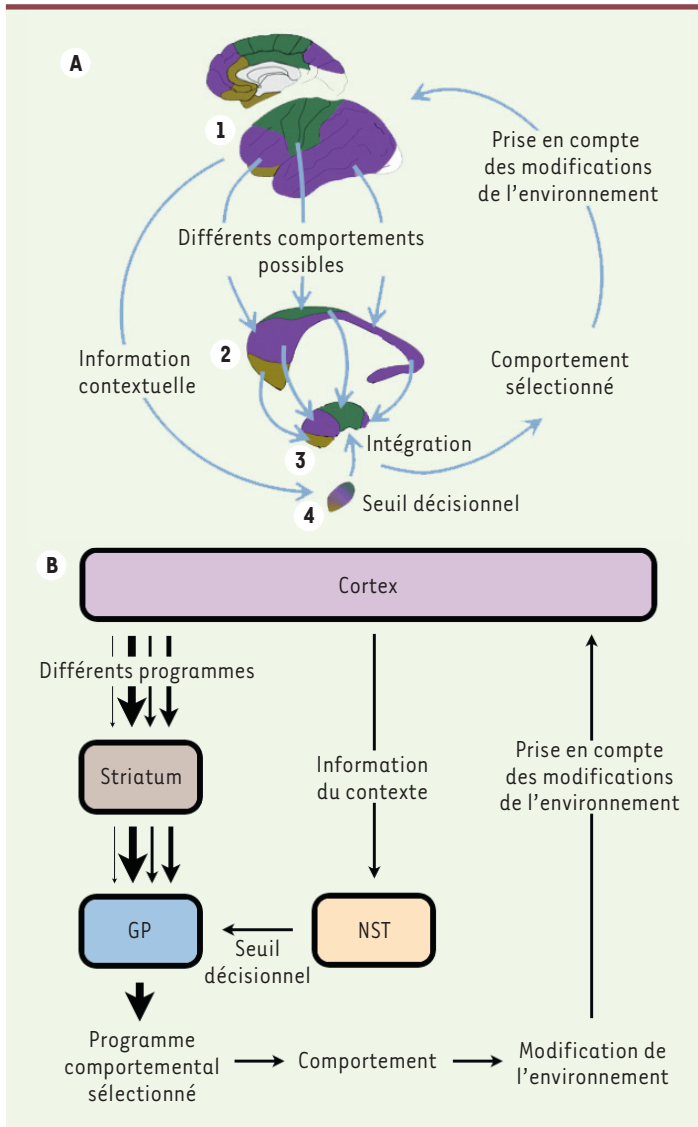 A
1
Prise en compte
des modifications
de l’environnement
Différents comportements
possibles
2
Information
contextuelle
Comportement
sélectionné
Intégration
3
4
Seuil décisionnel
B
Cortex
Différents programmes
Striatum
Information
du contexte
Prise en compte
des modifications
de l’environnement
GP
NST
Seuil
décisionnel
Programme
comportemental
sélectionné
Comportement
Modification de
l’environnement